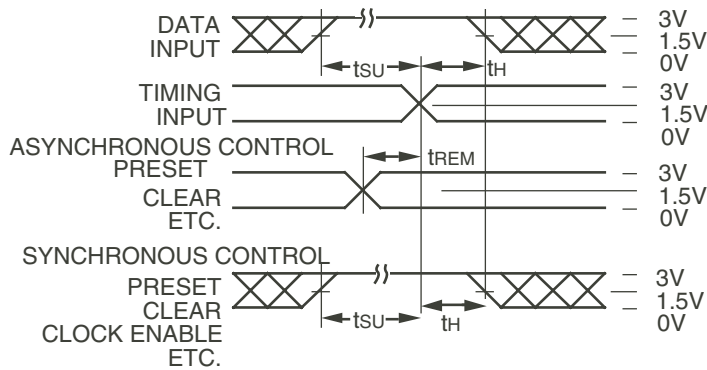 DATA INPUT
3V
1.5V
0V
tSU
tH
TIMING INPUT
3V
1.5V
0V
ASYNCHRONOUS CONTROL
PRESET
CLEAR
ETC.
tREM
3V
1.5V
0V
SYNCHRONOUS CONTROL
PRESET
CLEAR
CLOCK ENABLE
ETC.
tSU
tH
3V
1.5V
0V